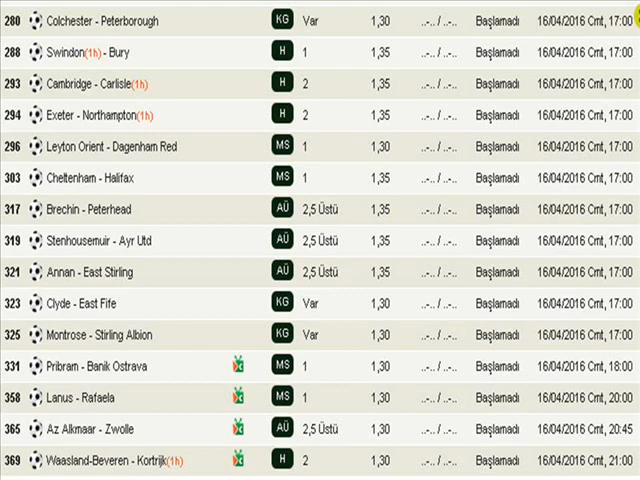 280 Colchester - Peterborough KG Var 1,30 ..-.. / ..-.. Başlamadı 16/04/2016 Cmt, 17:00
288 Swindon(1h) - Bury H 1 1,35 ..-.. / ..-.. Başlamadı 16/04/2016 Cmt, 17:00
293 Cambridge - Carlisle(1h) H 2 1,35 ..-.. / ..-.. Başlamadı 16/04/2016 Cmt, 17:00
294 Exeter - Northampton(1h) H 2 1,35 ..-.. / ..-.. Başlamadı 16/04/2016 Cmt, 17:00
296 Leyton Orient - Dagenham Red MS 1 1,30 ..-.. / ..-.. Başlamadı 16/04/2016 Cmt, 17:00
303 Cheltenham - Halifax MS 1 1,35 ..-.. / ..-.. Başlamadı 16/04/2016 Cmt, 17:00
317 Brechin - Peterhead AÜ 2,5 Üstü 1,35 ..-.. / ..-.. Başlamadı 16/04/2016 Cmt, 17:00
319 Stenhousemuir - Ayr Utd AÜ 2,5 Üstü 1,35 ..-.. / ..-.. Başlamadı 16/04/2016 Cmt, 17:00
321 Annan - East Stirling AÜ 2,5 Üstü 1,35 ..-.. / ..-.. Başlamadı 16/04/2016 Cmt, 17:00
323 Clyde - East Fife KG Var 1,30 ..-.. / ..-.. Başlamadı 16/04/2016 Cmt, 17:00
325 Montrose - Stirling Albion KG Var 1,30 ..-.. / ..-.. Başlamadı 16/04/2016 Cmt, 17:00
331 Pribram - Banik Ostrava MS 1 1,35 ..-.. / ..-.. Başlamadı 16/04/2016 Cmt, 18:00
358 Lanus - Rafaela MS 1 1,35 ..-.. / ..-.. Başlamadı 16/04/2016 Cmt, 20:00
365 Az Alkmaar - Zwolle AÜ 2,5 Üstü 1,30 ..-.. / ..-.. Başlamadı 16/04/2016 Cmt, 20:45
369 Waasland-Beveren - Kortrijk(1h) H 2 1,30 ..-.. / ..-.. Başlamadı 16/04/2016 Cmt, 21:00